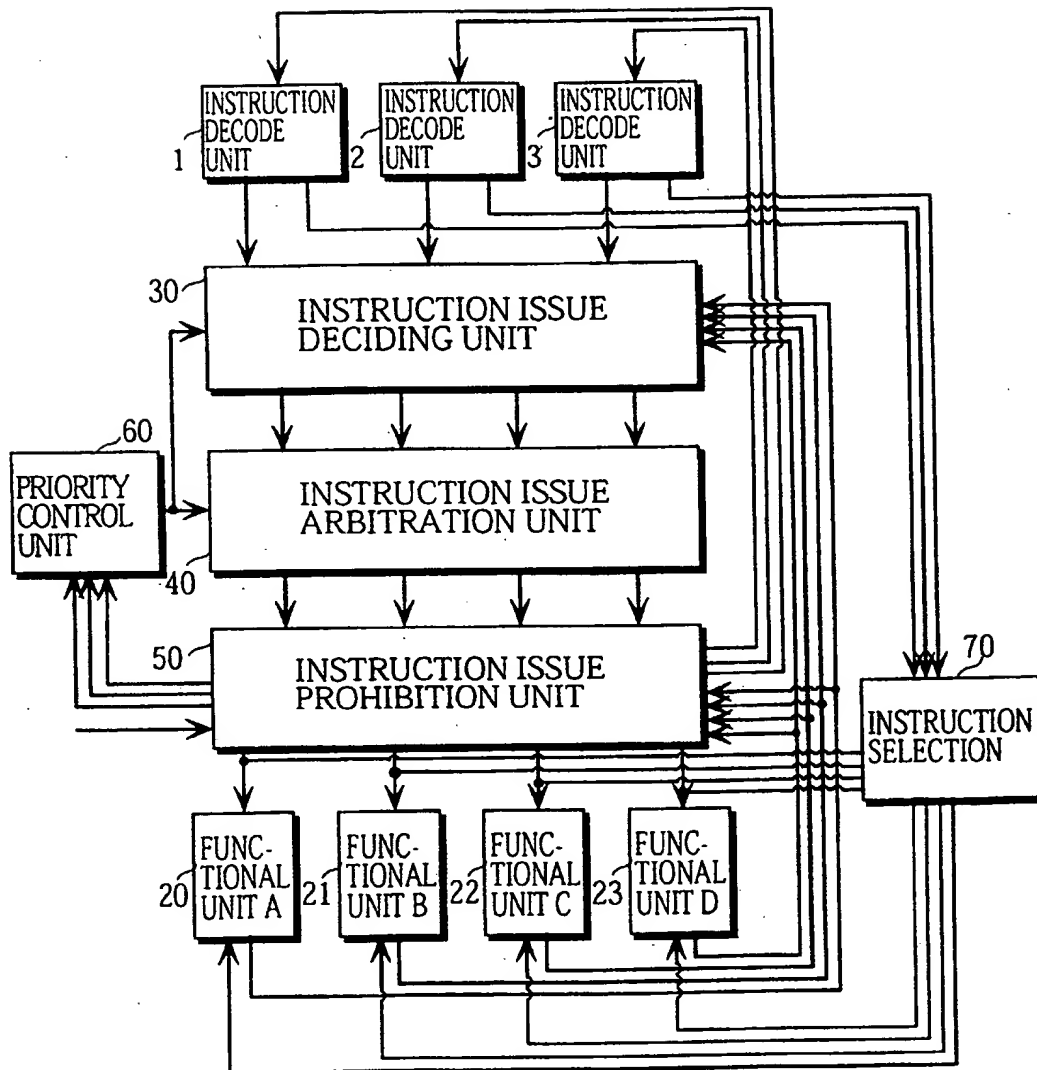 INSTRUCTION
DECODE
UNIT
1
INSTRUCTION
DECODE
UNIT
2
INSTRUCTION
DECODE
UNIT
3
30
INSTRUCTION ISSUE
DECIDING UNIT
60
PRIORITY
CONTROL
UNIT
INSTRUCTION ISSUE
ARBITRATION UNIT
40
50
INSTRUCTION ISSUE
PROHIBITION UNIT
70
INSTRUCTION
SELECTION
FUNC-
TIONAL
UNIT A
20
FUNC-
TIONAL
UNIT B
21
FUNC-
TIONAL
UNIT C
22
FUNC-
TIONAL
UNIT D
23